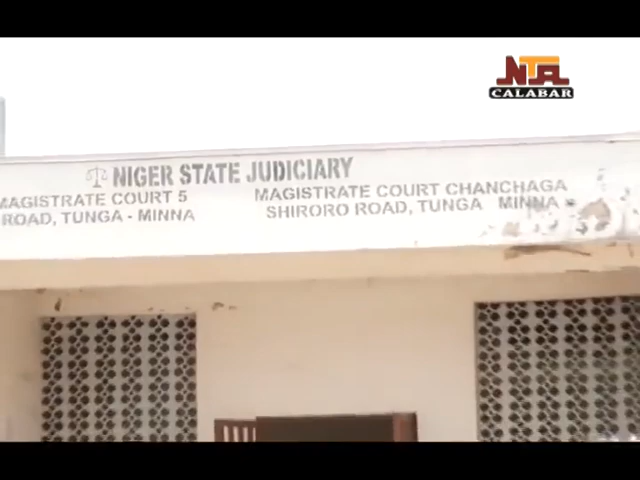 NTA
CALABAR
NIGER STATE JUDICIARY
MAGISTRATE COURT 5
ROAD, TUNGA - MINNA
MAGISTRATE COURT CHANCHAGA
SHIRORO ROAD, TUNGA MINNA